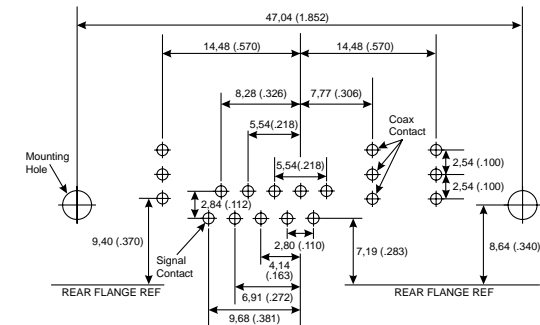 47,04 (1.852)
14,48 (.570)
14,48 (.570)
8,28 (.326)
7,77 (.306)
Coax
Contact
5,54(.218)
Mounting
Hole
5,54(.218)
2,54 (.100)
2,54 (.100)
2,84 (.112)
9,40 (.370)
Signal
Contact
2,80 (.110)
7,19 (.283)
8,64 (.340)
4,14
(.163)
REAR FLANGE REF
6,91 (.272)
REAR FLANGE REF
9,68 (.381)